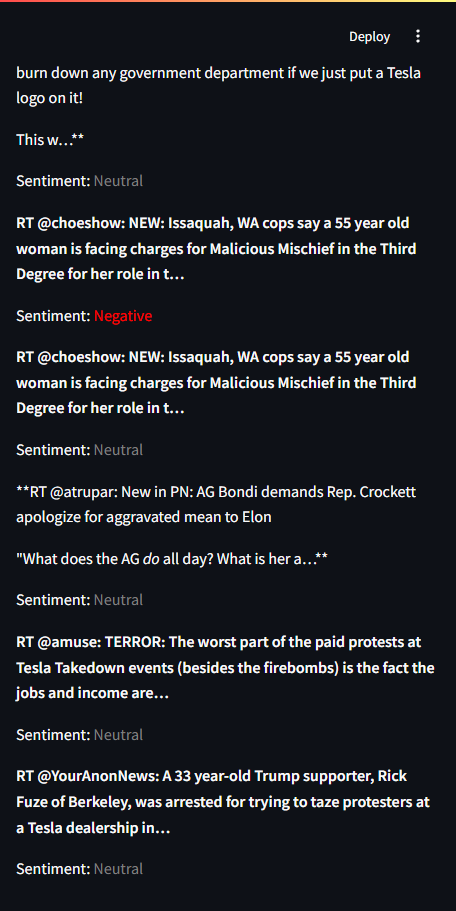 Deploy
burn down any government department if we just put a Tesla
logo on it!
This w…**
Sentiment: Neutral
RT @choeshow: NEW: Issaquah, WA cops say a 55 year old
woman is facing charges for Malicious Mischief in the Third
Degree for her role in t…
Sentiment: Negative
RT @choeshow: NEW: Issaquah, WA cops say a 55 year old
woman is facing charges for Malicious Mischief in the Third
Degree for her role in t…
Sentiment: Neutral
**RT @atrupar: New in PN: AG Bondi demands Rep. Crockett
apologize for aggravated mean to Elon
"What does the AG do all day? What is her a…**
Sentiment: Neutral
RT @amuse: TERROR: The worst part of the paid protests at
Tesla Takedown events (besides the firebombs) is the fact the
jobs and income are…
Sentiment: Neutral
RT @YourAnonNews: A 33 year-old Trump supporter, Rick
Fuze of Berkeley, was arrested for trying to taze protesters at
a Tesla dealership in…
Sentiment: Neutral